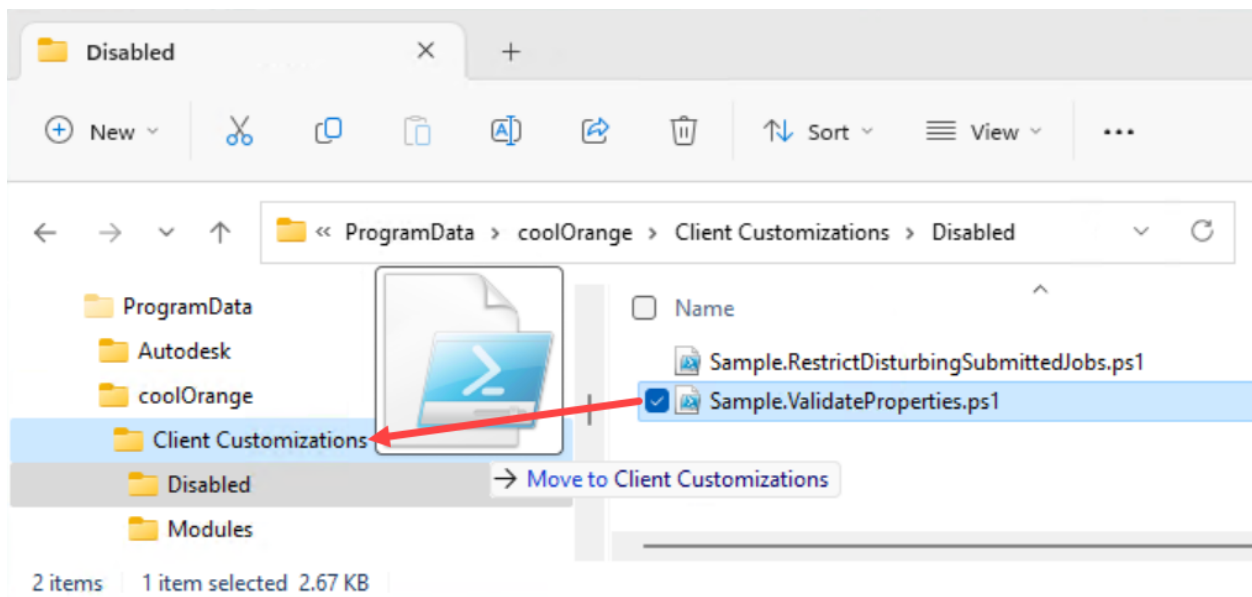 Disabled
New
Sort
View
« ProgramData > coolOrange > Client Customizations > Disabled
ProgramData
Autodesk
coolOrange
Client Customizations
Disabled
Modules
Name
Sample.RestrictDisturbingSubmittedJobs.ps1
Sample.ValidateProperties.ps1
→ Move to Client Customizations
2 items
1 item selected 2.67 KB